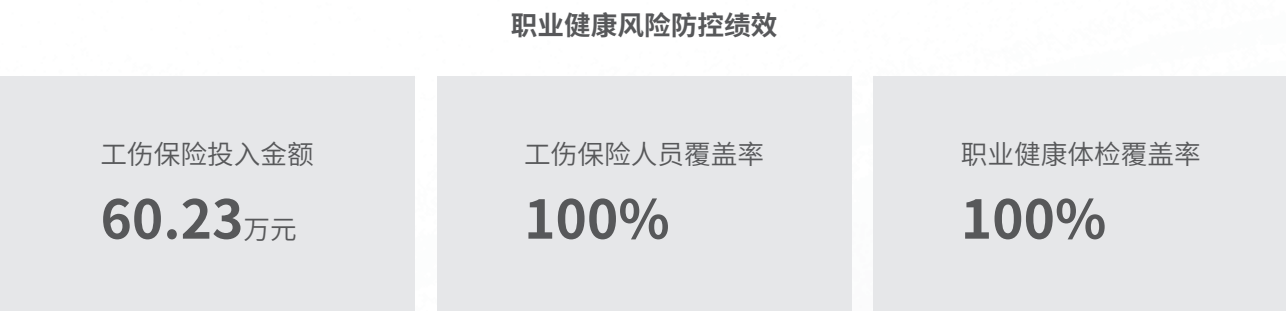 职业健康风险防控绩效
工伤保险投入金额
60.23万元
工伤保险人员覆盖率
100%
职业健康体检覆盖率
100%